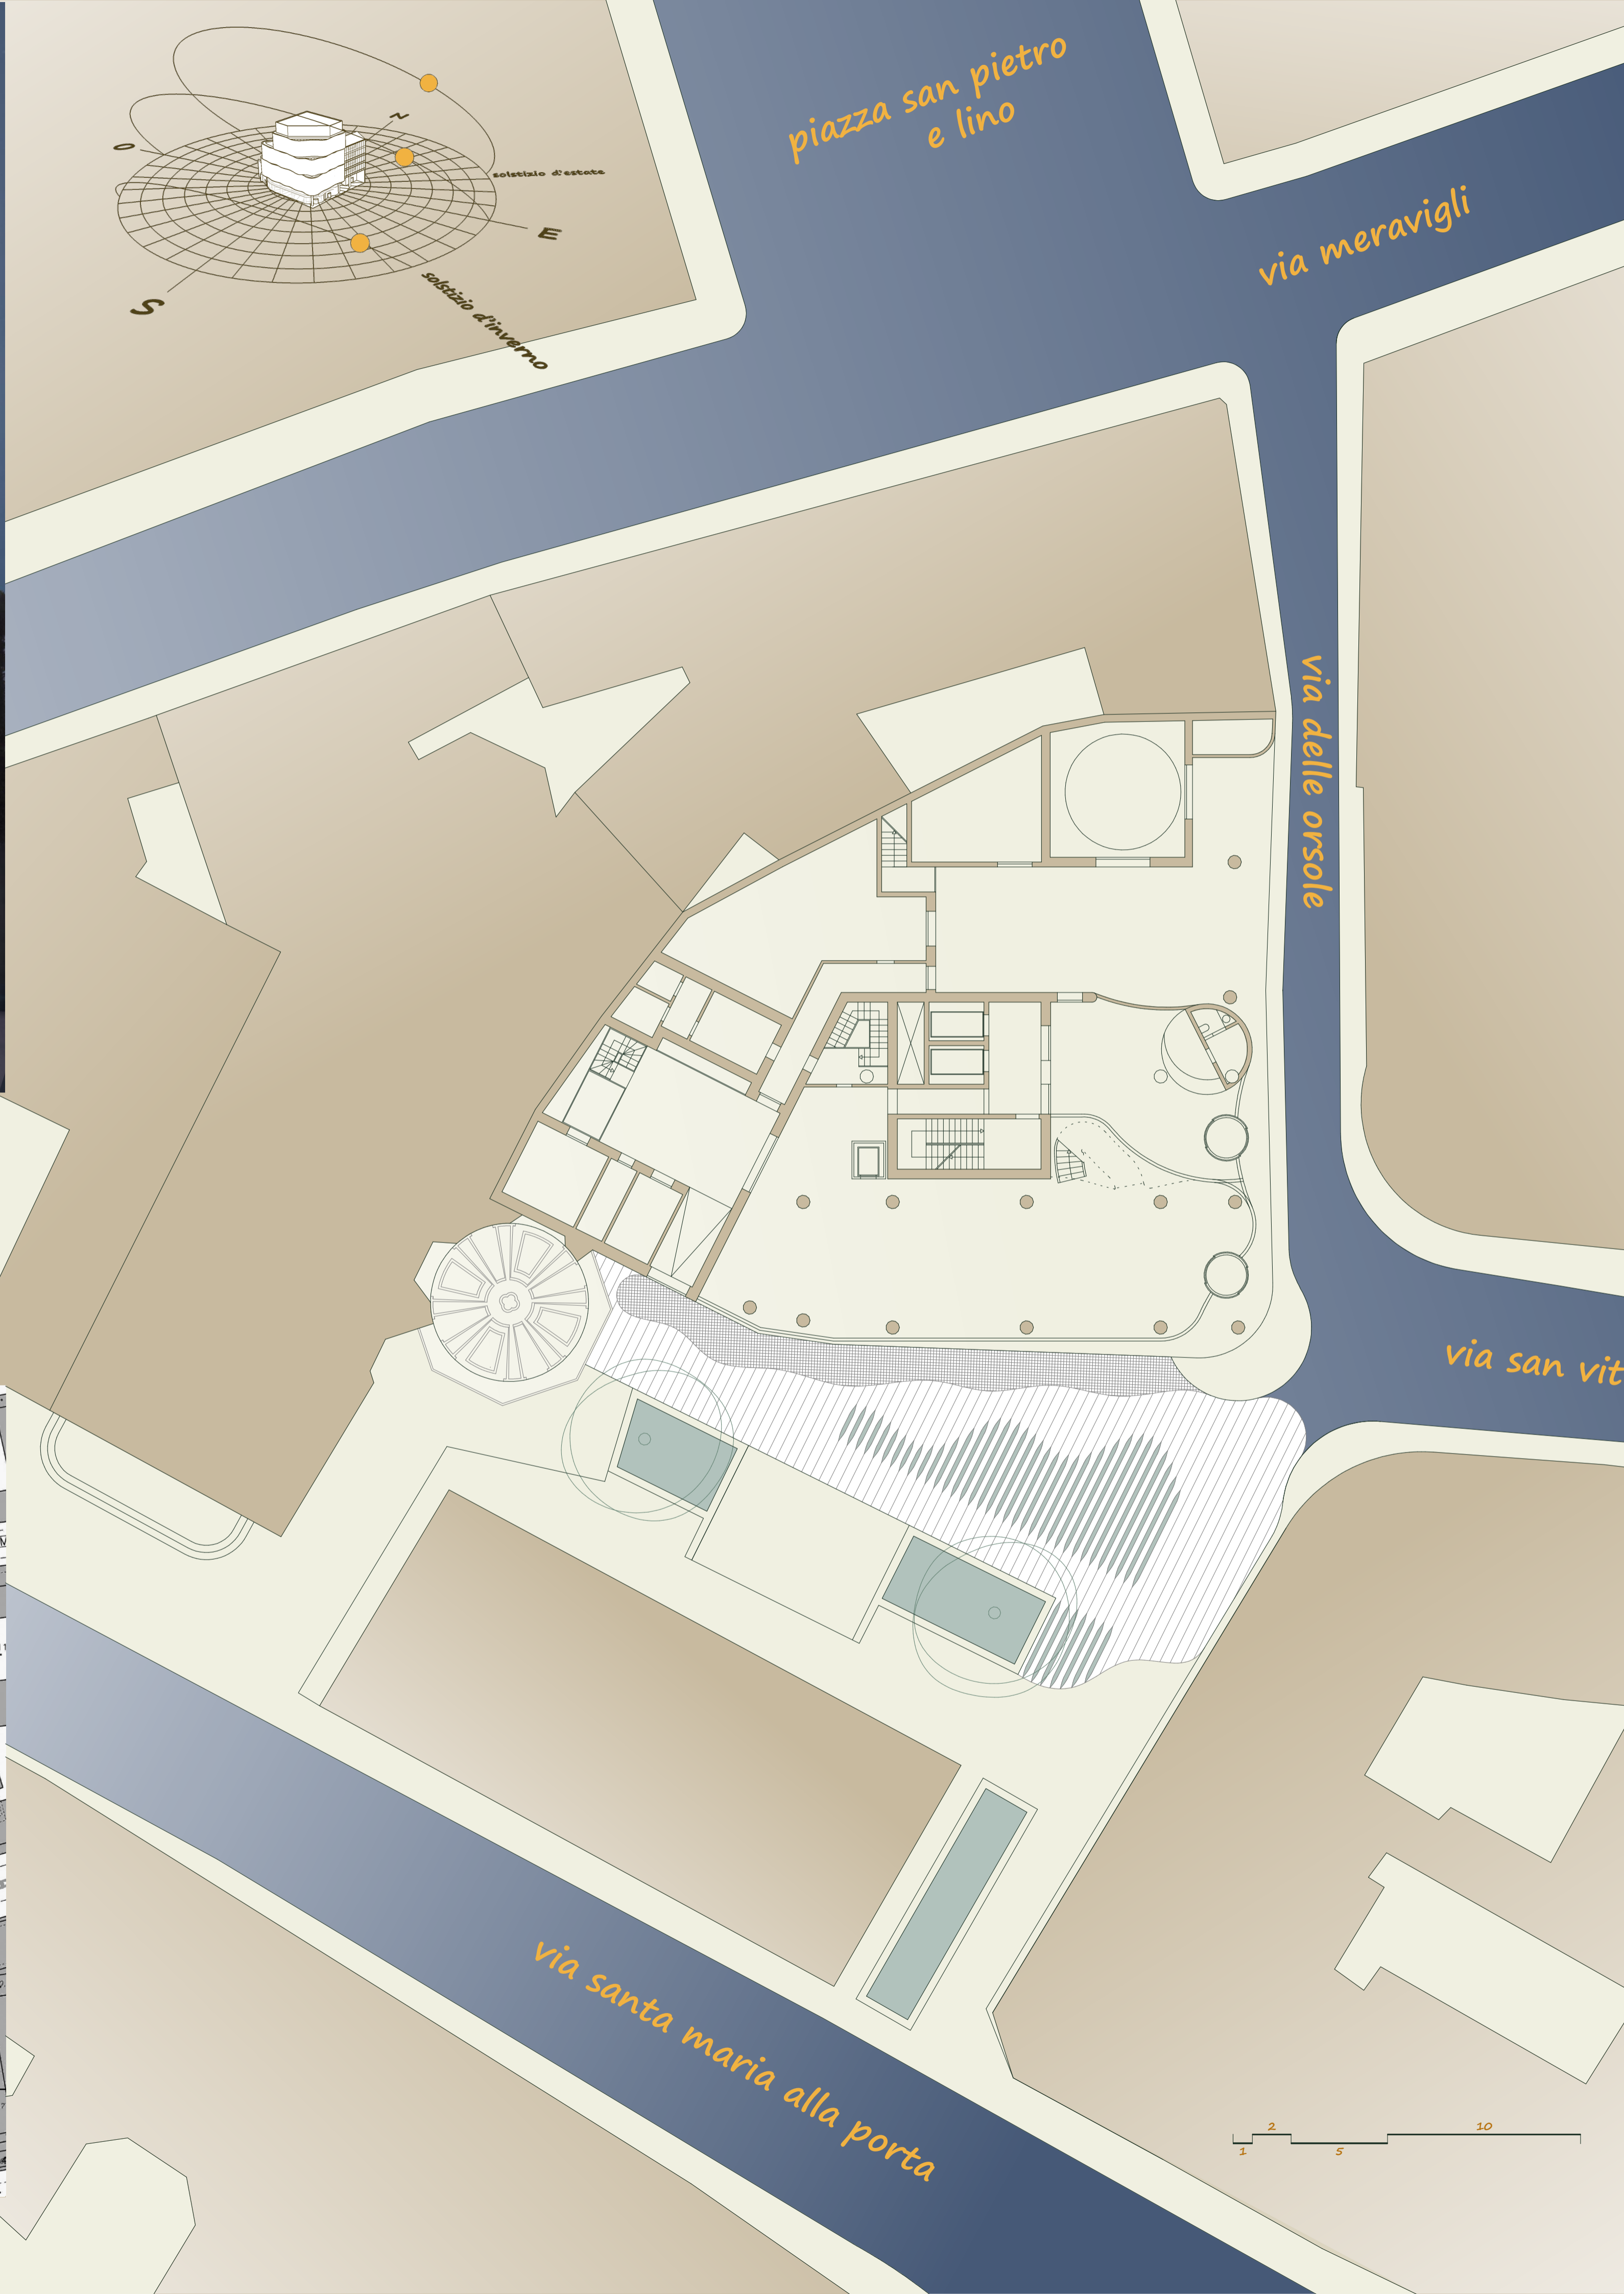 piazza san pietro
e lino
N
O
solstizio d'estate
via meravigli
E
S
solstizio d'inverno
via delle orsole
via san vit
via santa maria alla porta
2
10
1
5